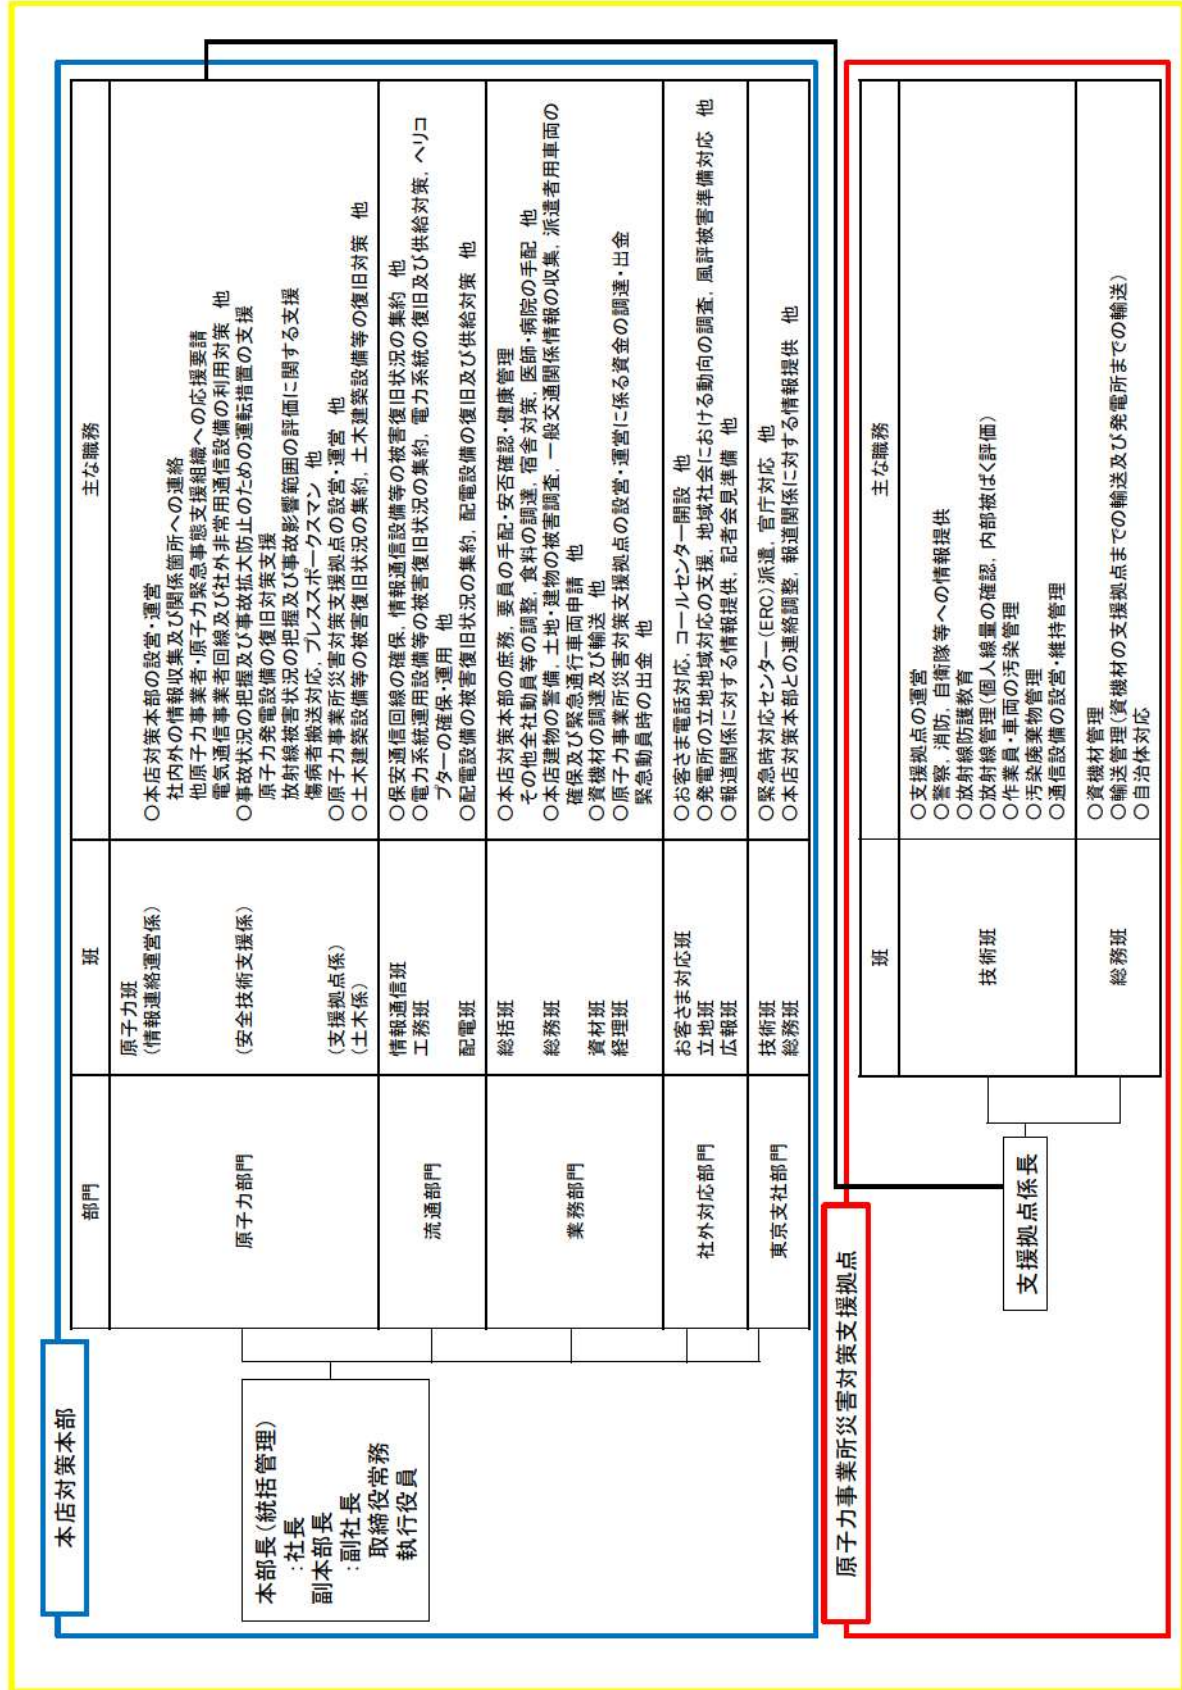 本店対策本部
本部長(統括管理)
:社長
副本部長
:副社長
取締役常務
執行役員
部門
班
主な職務
原子力部門
原子力班
(情報連絡運営係)
○本店対策本部の設営・運営
社内外の情報収集及び関係箇所への連絡
他原子力事業者・原子力緊急事態支援組織への応援要請
電気通信事業者回線及び社外非常用通信設備の利用対策 他
(安全技術支援係)
○事故状況の把握及び事故拡大防止のための運転措置の支援
原子力発電設備の復旧対策支援
放射線被害状況の把握及び事故影響範囲の評価に関する支援
傷病者搬送対応,プレススポークスマン 他
(支援拠点係)
○原子力事業所災害対策支援拠点の設営・運営 他
(土木係)
○土木建築設備等の被害復旧状況の集約,土木建築設備等の復旧対策 他
流通部門
情報通信班
○保安通信回線の確保,情報通信設備等の被害復旧状況の集約 他
工務班
○電力系統運用設備等の被害復旧状況の集約,電力系統の復旧及び供給対策,ヘリコ
プターの確保・運用 他
配電班
○配電設備の被害復旧状況の集約,配電設備の復旧及び供給対策 他
業務部門
総括班
○本店対策本部の庶務,要員の手配・安否確認・健康管理
その他全社動員等の調整,食料の調達,宿舎対策,医師・病院の手配 他
総務班
○本店建物の警備,土地・建物の被害調査,一般交通関係情報の収集,派遣者用車両の
確保及び緊急通行車両申請 他
資材班
○資機材の調達及び輸送 他
経理班
○原子力事業所災害対策支援拠点の設営・運営に係る資金の調達・出金
緊急動員時の出金 他
社外対応部門
お客さま対応班
○お客さま電話対応,コールセンター開設 他
立地班
○発電所の立地地域対応の支援,地域社会における動向の調査,風評被害準備対応 他
広報班
○報道関係に対する情報提供,記者会見準備 他
東京支社部門
技術班
○緊急時対応センター(ERC)派遣,官庁対応 他
総務班
○本店対策本部との連絡調整,報道関係に対する情報提供 他
原子力事業所災害対策支援拠点
支援拠点係長
班
主な職務
技術班
○支援拠点の運営
○警察,消防,自衛隊等への情報提供
○放射線防護教育
○放射線管理(個人線量の確認,内部被ばく評価)
○作業員・車両の汚染管理
○汚染廃棄物管理
○通信設備の設営・維持管理
総務班
○資機材管理
○輸送管理(資機材の支援拠点までの輸送及び発電所までの輸送)
○自治体対応